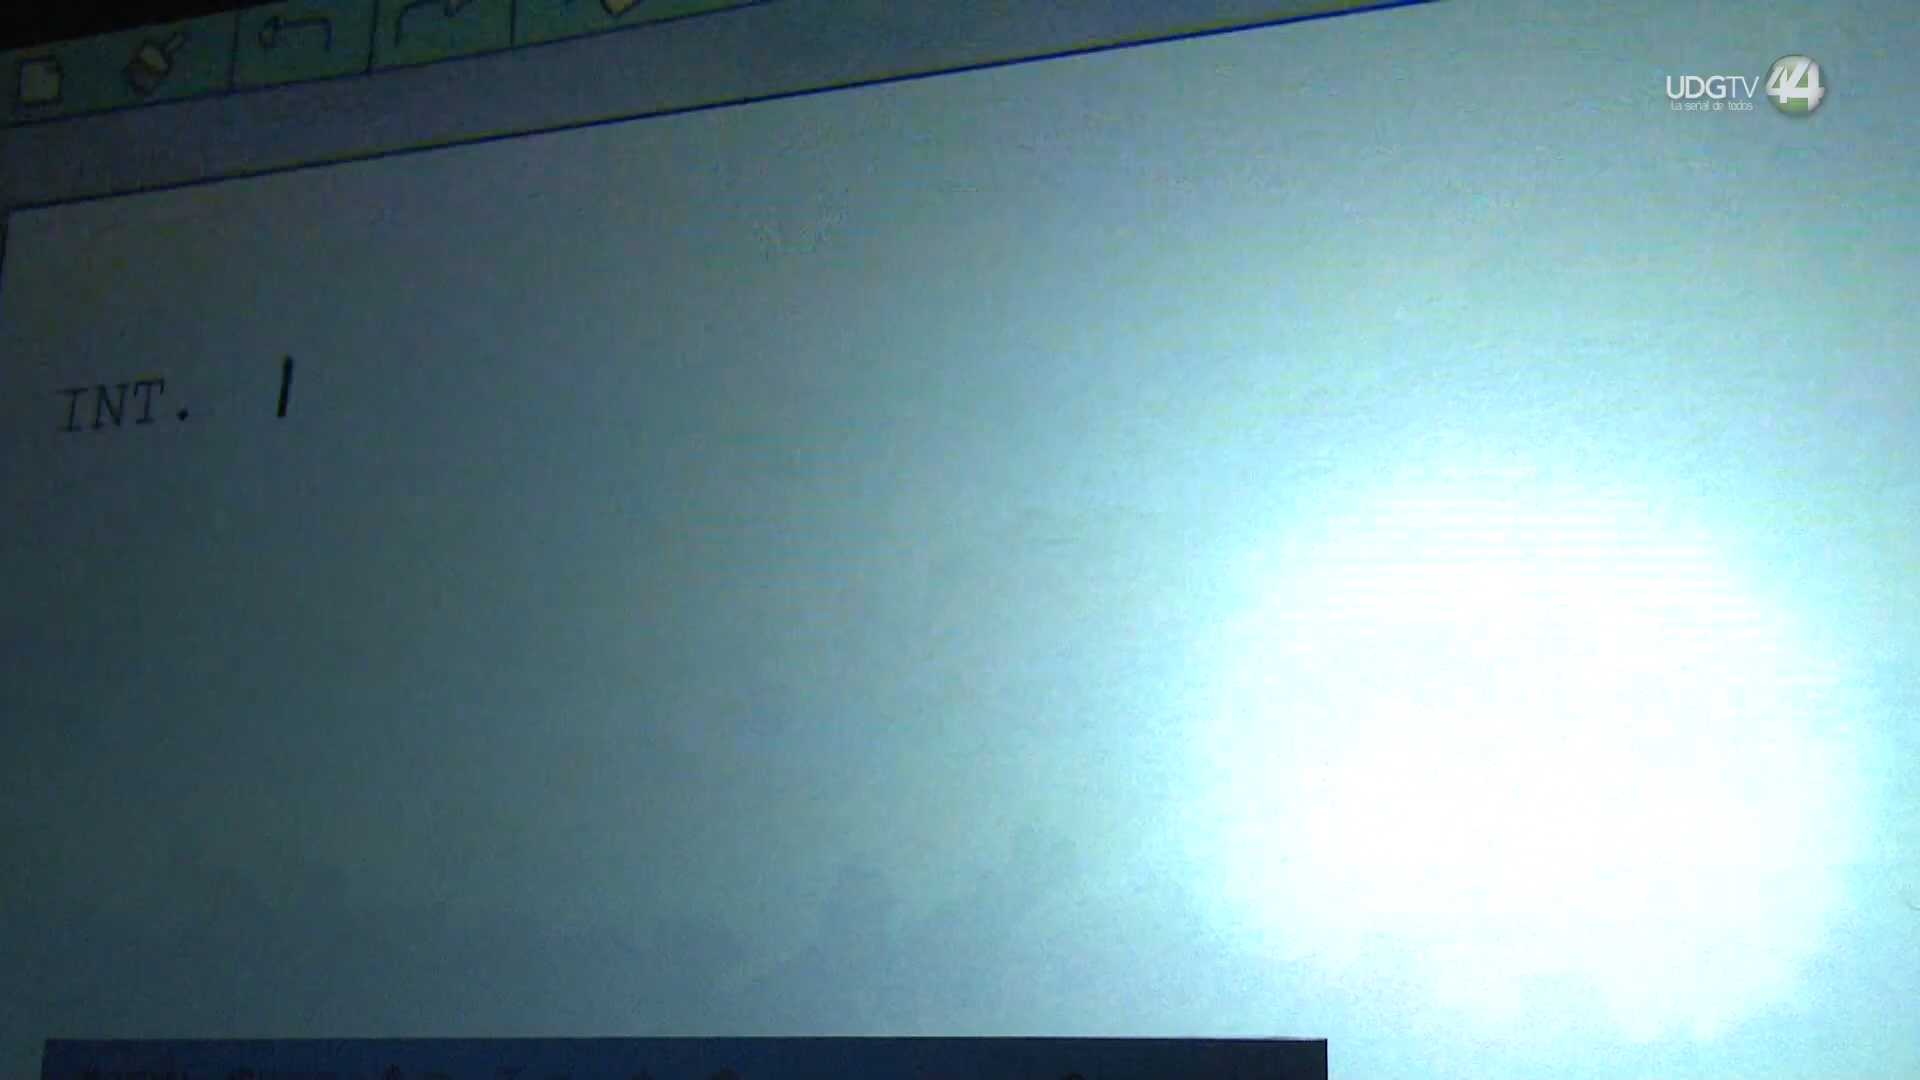 UDGTV 44
La señal de todos
INT.